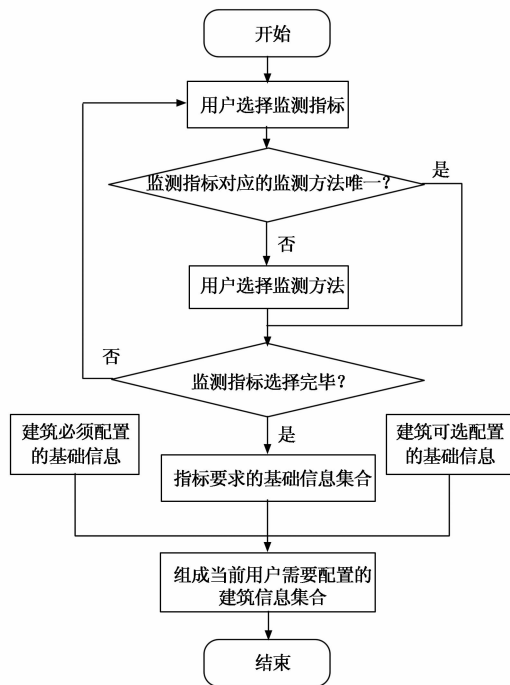 开始
用户选择监测指标
监测指标对应的监测方法唯一?
是
否
用户选择监测方法
否
监测指标选择完毕?
是
建筑必须配置
的基础信息
指标要求的基础信息集合
建筑可选配置
的基础信息
组成当前用户需要配置的
建筑信息集合
结束